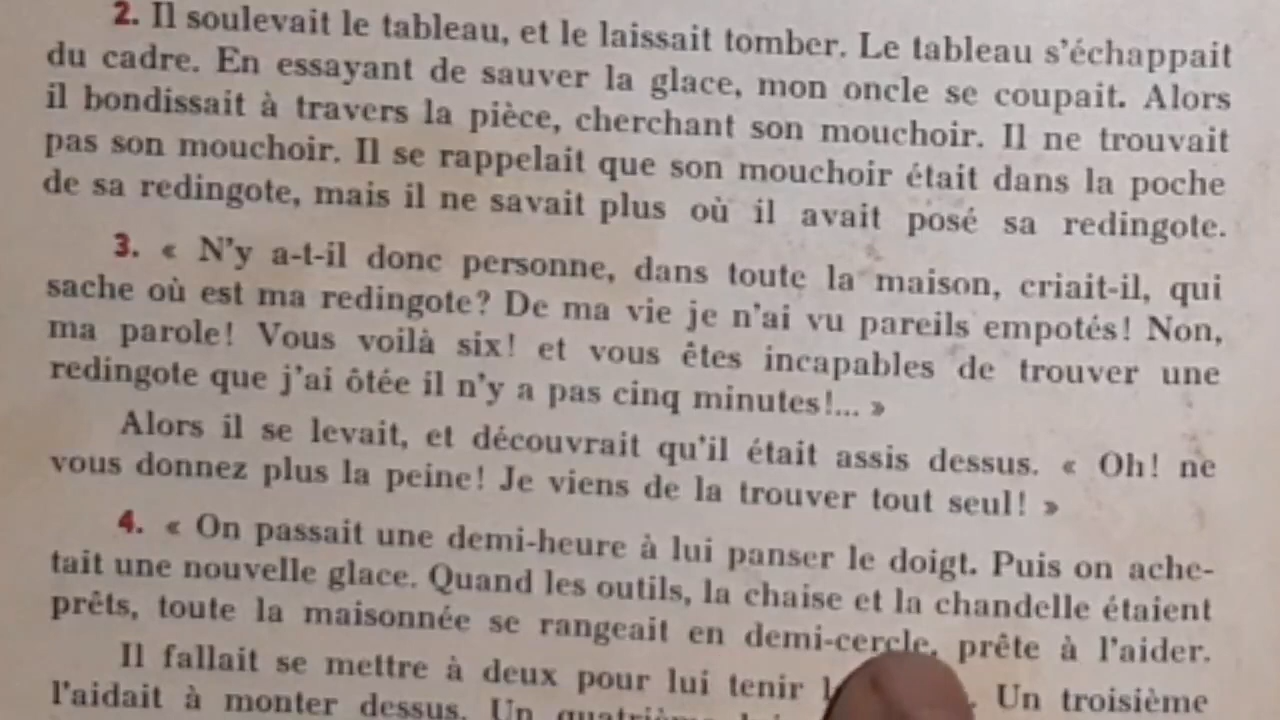 2. Il soulevait le tableau, et le laissait tomber. Le tableau s'échappait
du cadre. En essayant de sauver la glace, mon oncle se coupait. Alors
il bondissait à travers la pièce, cherchant son mouchoir. Il ne trouvait
pas son mouchoir. Il se rappelait que son mouchoir était dans la poche
de sa redingote, mais il ne savait plus où il avait posé sa redingote.
3. « N'y a-t-il donc personne, dans toute la maison, criait-il, qui
sache où est ma redingote? De ma vie je n'ai vu pareils empotés! Non,
ma parole! Vous voilà six! et vous êtes incapables de trouver une
redingote que j'ai ôtée il n'y a pas cinq minutes!... »
Alors il se levait, et découvrait qu'il était assis dessus. « Oh! ne
vous donnez plus la peine! Je viens de la trouver tout seul! »
4. « On passait une demi-heure à lui panser le doigt. Puis on ache-
tait une nouvelle glace. Quand les outils, la chaise et la chandelle étaient
prêts, toute la maisonnée se rangeait en demi-cercle, prête à l'aider.
Il fallait se mettre à deux pour lui tenir Un troisième
l'aidait à monter dessus. Un quatrième